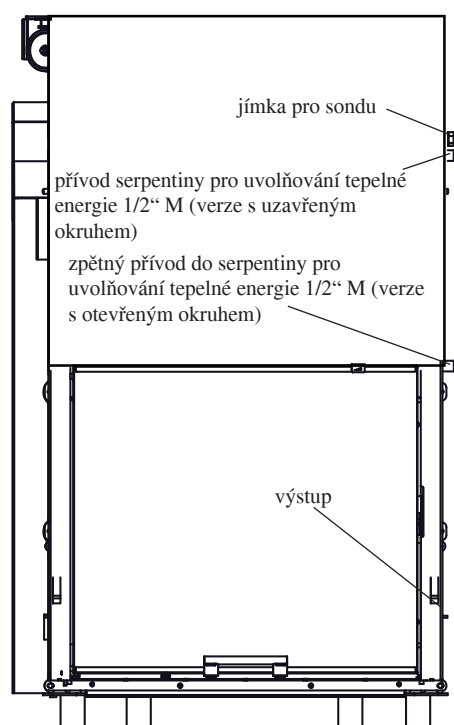 jímka pro sondu
přívod serpentiny pro uvolňování tepelné
energie 1/2“ M (verze s uzavřeným
okruhem)
zpětný přívod do serpentiny pro
uvolňování tepelné energie 1/2“ M (verze
s otevřeným okruhem)
výstup